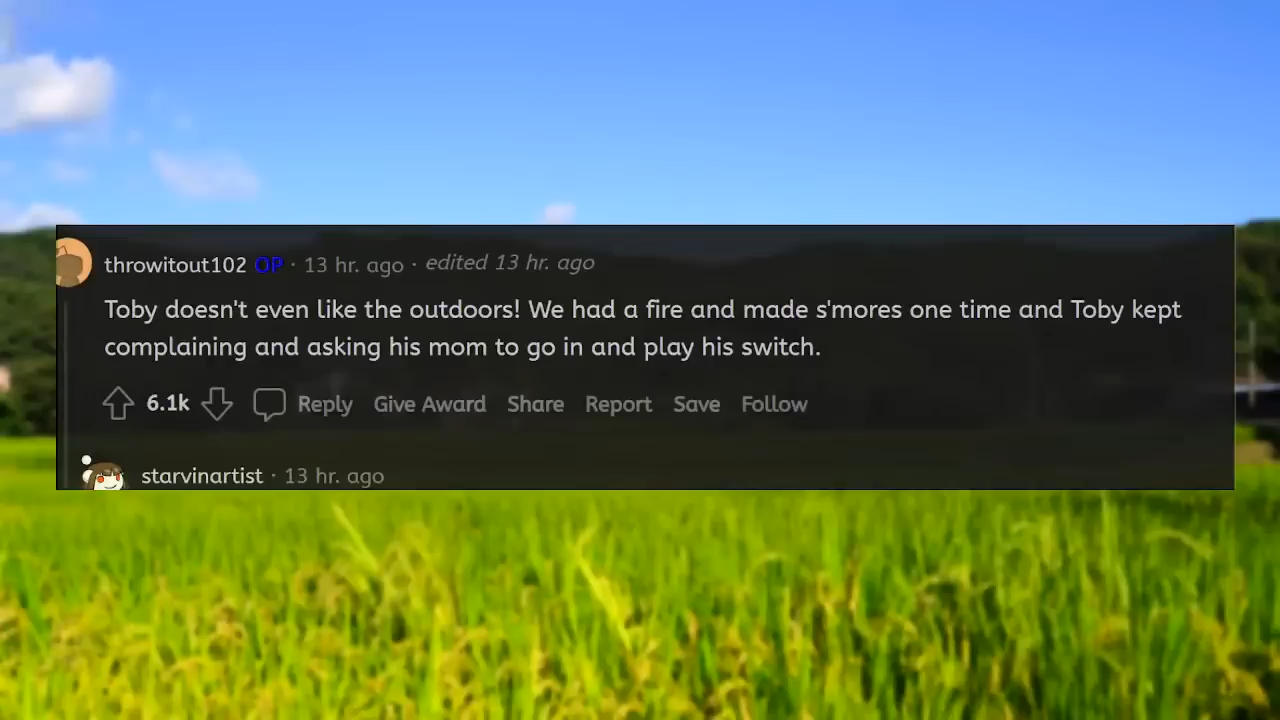 throwitout102 OP · 13 hr. ago · edited 13 hr. ago
Toby doesn't even like the outdoors! We had a fire and made s'mores one time and Toby kept
complaining and asking his mom to go in and play his switch.
6.1k Reply Give Award Share Report Save Follow
starvinartist · 13 hr. ago